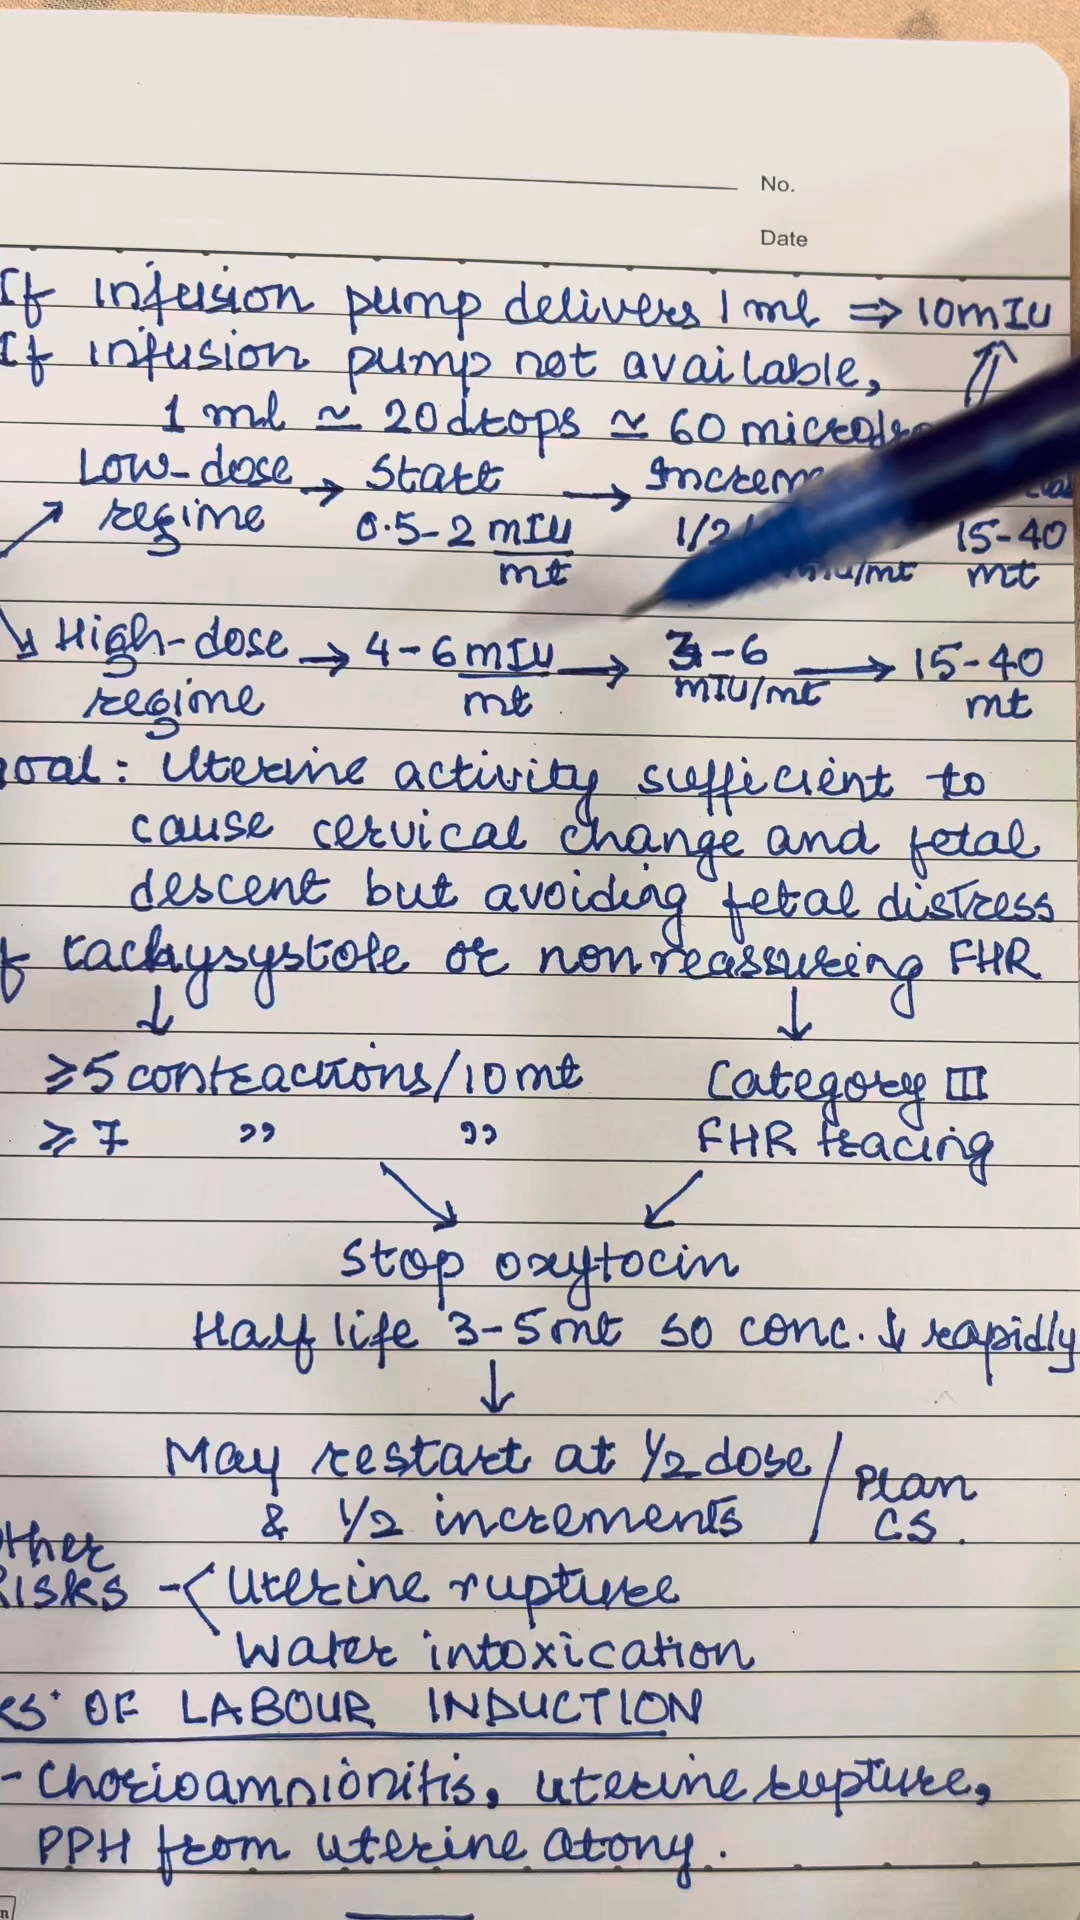 No.
Date
If infusion pump delivers 1 ml ⇒ 10mIU
If infusion pump not available,
1 ml ≃ 20 drops ≃ 60
Low-dose regime → Start 0.5-2 mIU/mt → 1/2 mIU/mt 15-40 mt
High-dose regime → 4-6 mIU/mt → 3-6 mIU/mt → 15-40 mt
: Uterine activity sufficient to
cause cervical change and fetal
descent but avoiding fetal distress
tachysystole or nonreassuring FHR
↓ ↓
≥5 contractions/10mt Category III
≥7 ,, ,, FHR tracing
Stop oxytocin
Half life 3-5mt so conc. ↓ rapidly
↓
May restart at 1/2 dose / Plan
& 1/2 increments / CS.
Risks - Uterine rupture
Water intoxication
OF LABOUR INDUCTION
- Chorioamnionitis, uterine rupture,
PPH from uterine atony.